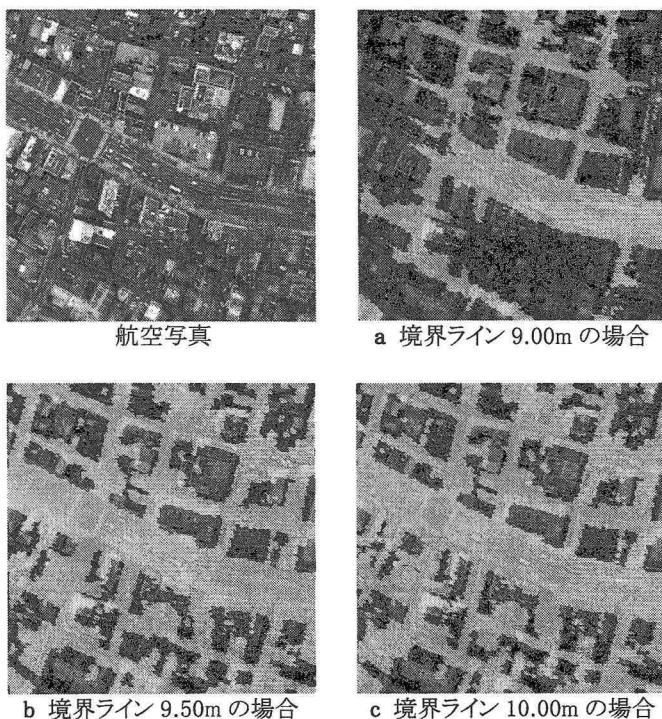 航空写真
a 境界ライン 9.00m の場合
b 境界ライン 9.50m の場合
c 境界ライン 10.00m の場合